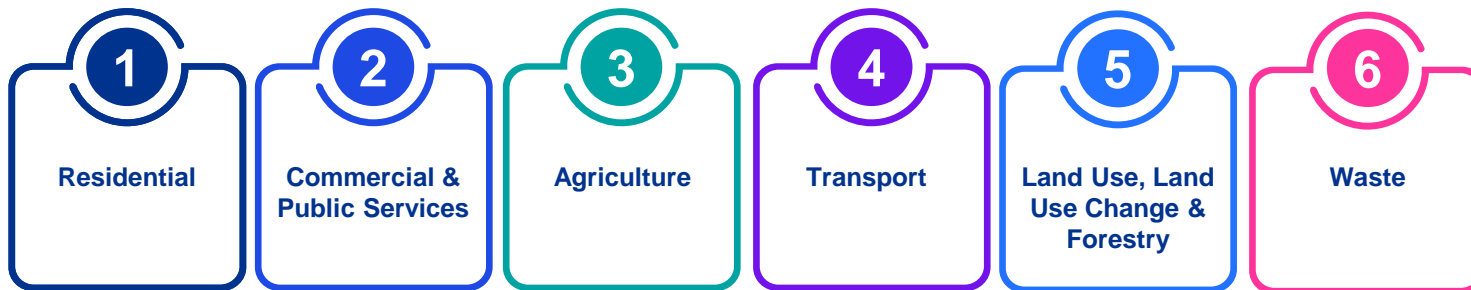 1
Residential
2
Commercial &
Public Services
3
Agriculture
4
Transport
5
Land Use, Land
Use Change &
Forestry
6
Waste